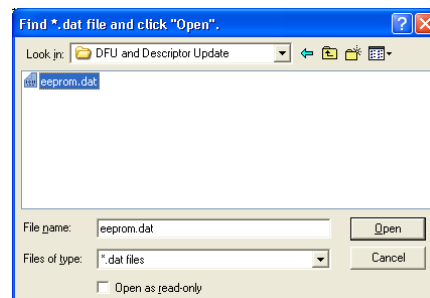 Find *.dat file and click "Open".
Look in: DFU and Descriptor Update
eeprom.dat
File name: eeprom.dat Open
Files of type: *.dat files Cancel
Open as read-only